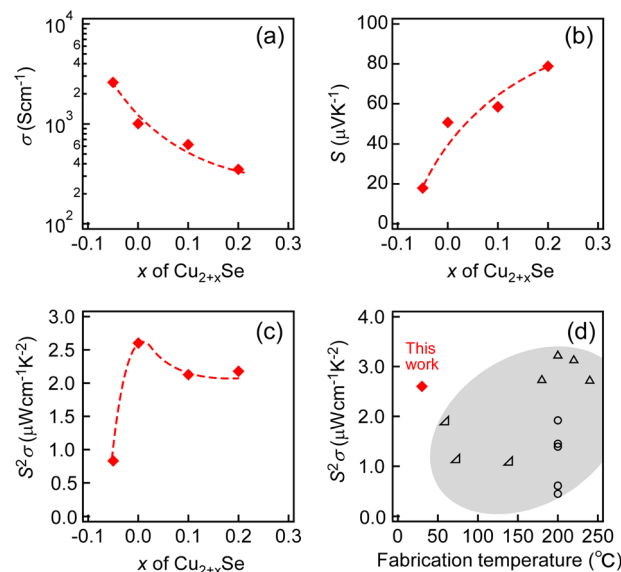 (a)
σ (Scm⁻¹)
10⁴
8
6
4
2
10³
8
6
4
2
10²
-0.1 0.0 0.1 0.2 0.3
x of Cu₂₊ₓSe
(b)
S (μVK⁻¹)
100
80
60
40
20
0
-0.1 0.0 0.1 0.2 0.3
x of Cu₂₊ₓSe
(c)
S²σ (μWcm⁻¹K⁻²)
3.0
2.5
2.0
1.5
1.0
0.5
0.0
-0.1 0.0 0.1 0.2 0.3
x of Cu₂₊ₓSe
(d)
S²σ (μWcm⁻¹K⁻²)
4.0
3.0
2.0
1.0
0.0
This
work
0 50 100 150 200 250
Fabrication temperature (℃)